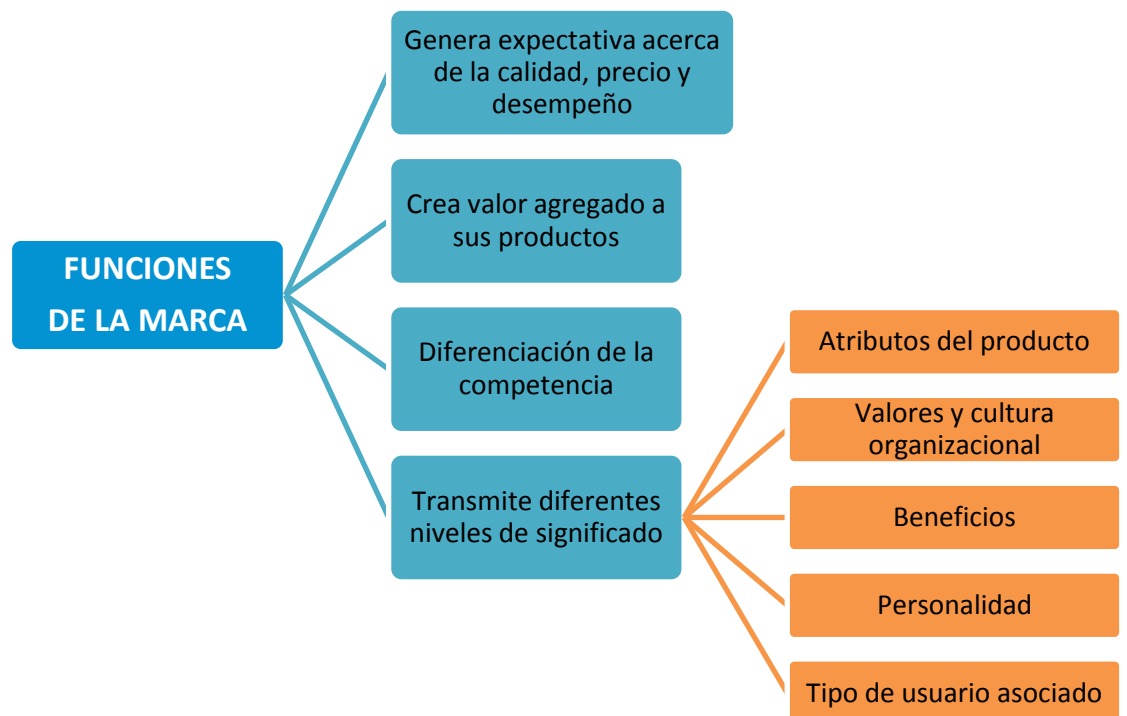 Genera expectativa acerca
de la calidad, precio y
desempeño
Crea valor agregado a
sus productos
FUNCIONES
DE LA MARCA
Diferenciación de la
competencia
Transmite diferentes
niveles de significado
Atributos del producto
Valores y cultura
organizacional
Beneficios
Personalidad
Tipo de usuario asociado